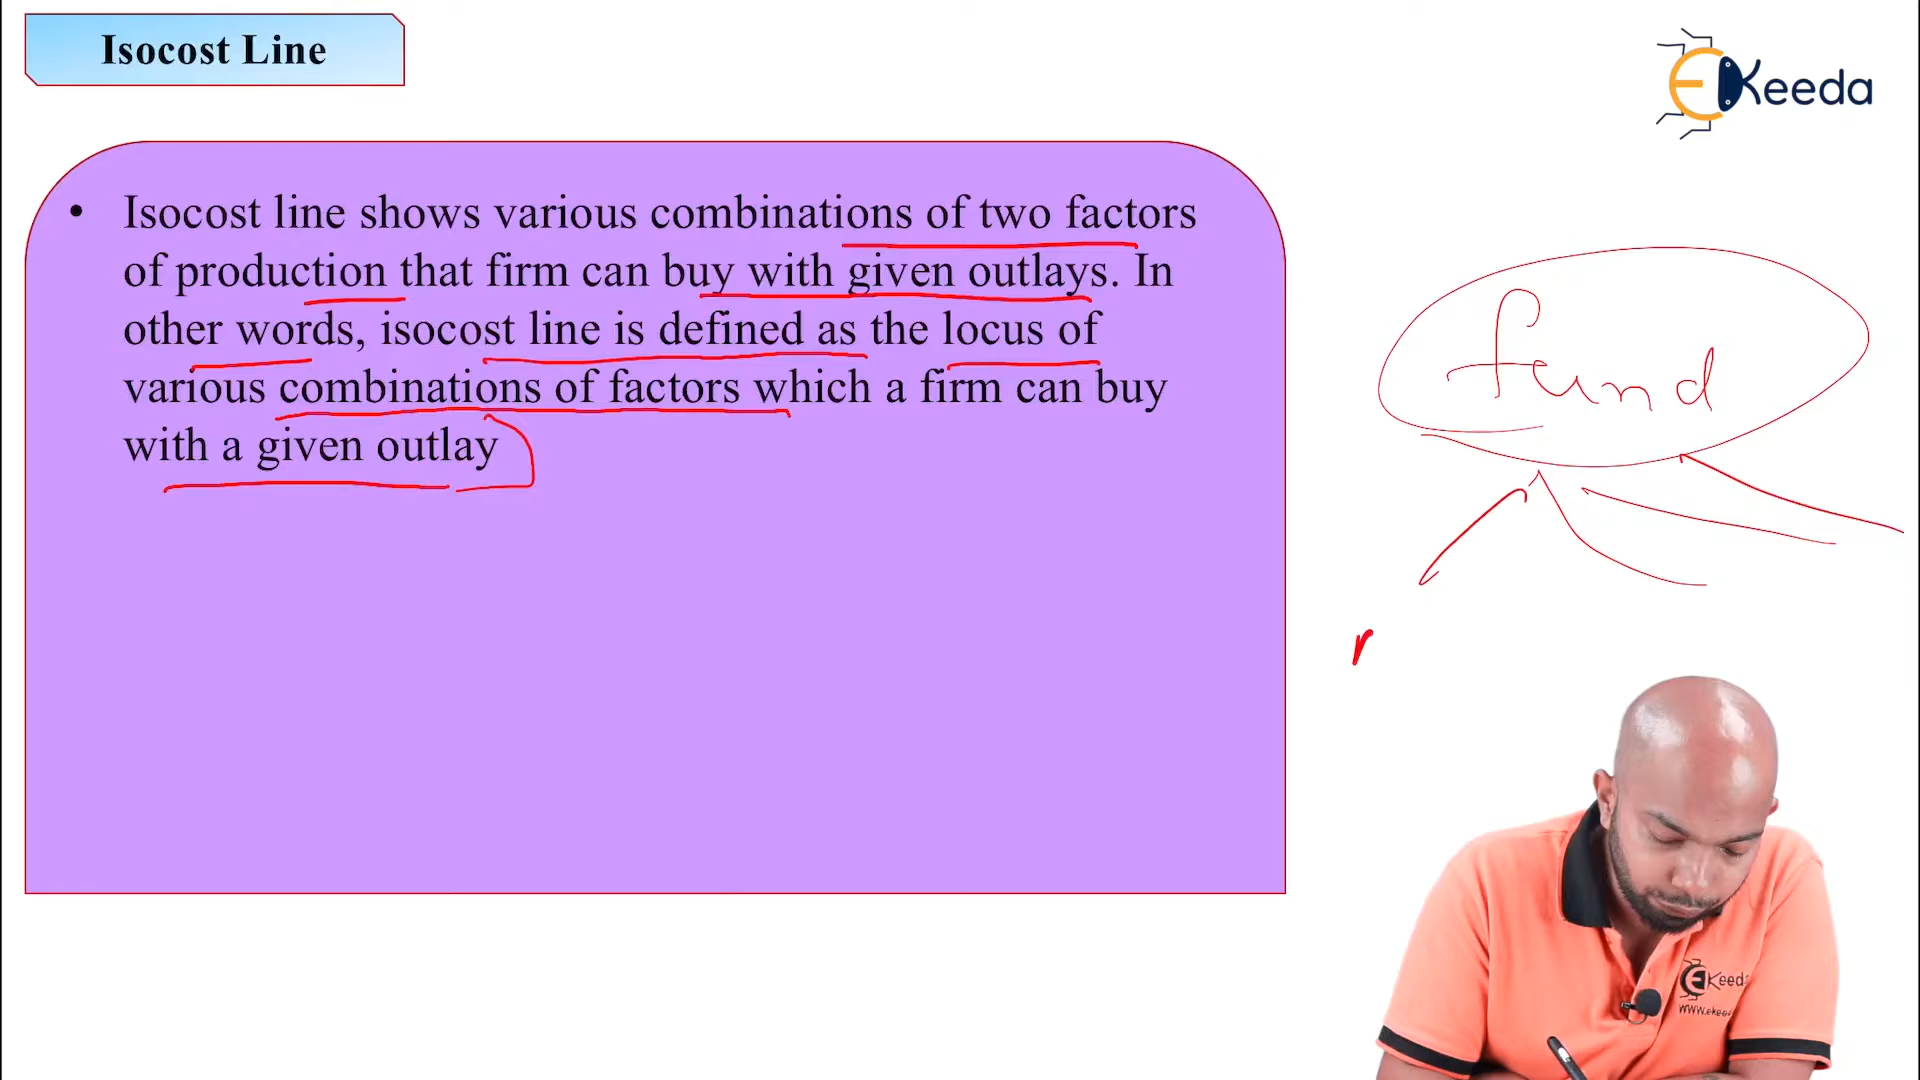 Isocost Line
EKeeda
• Isocost line shows various combinations of two factors
of production that firm can buy with given outlays. In
other words, isocost line is defined as the locus of
various combinations of factors which a firm can buy
with a given outlay
fund
r
EKeeda